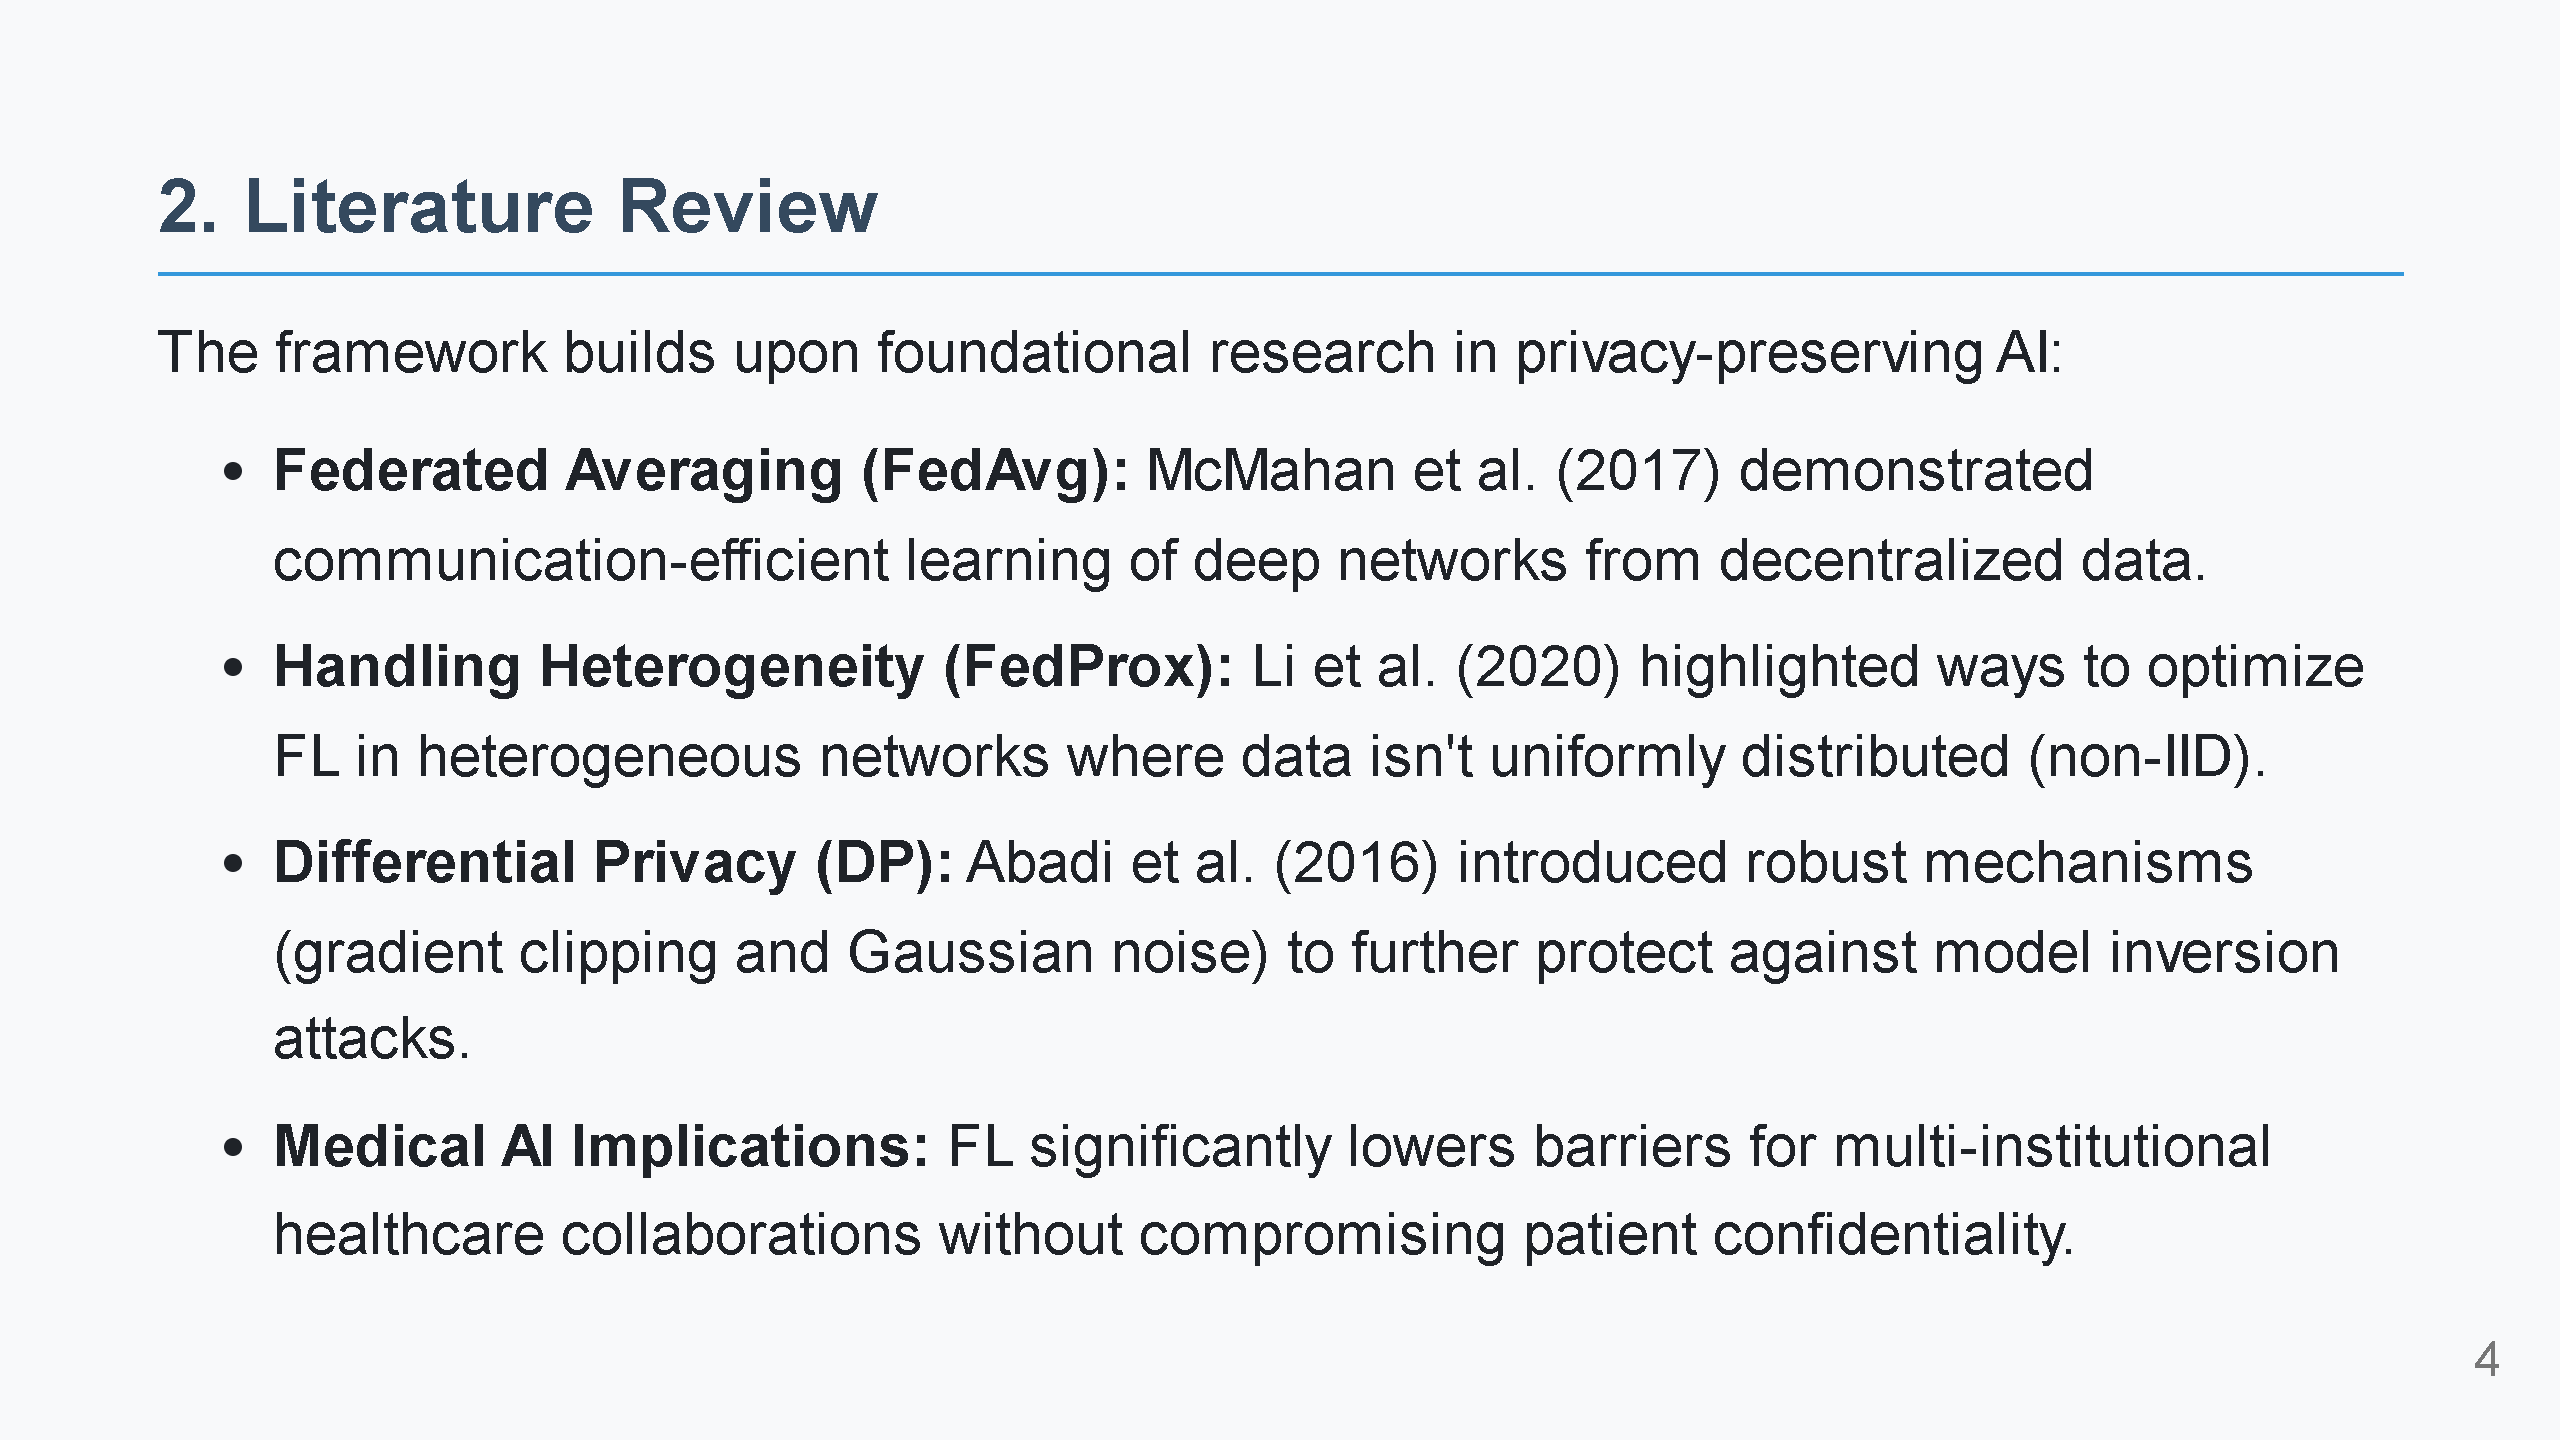 2. Literature Review
The framework builds upon foundational research in privacy-preserving AI:
• Federated Averaging (FedAvg): McMahan et al. (2017) demonstrated
communication-efficient learning of deep networks from decentralized data.
• Handling Heterogeneity (FedProx): Li et al. (2020) highlighted ways to optimize
FL in heterogeneous networks where data isn't uniformly distributed (non-IID).
• Differential Privacy (DP): Abadi et al. (2016) introduced robust mechanisms
(gradient clipping and Gaussian noise) to further protect against model inversion
attacks.
• Medical AI Implications: FL significantly lowers barriers for multi-institutional
healthcare collaborations without compromising patient confidentiality.
4